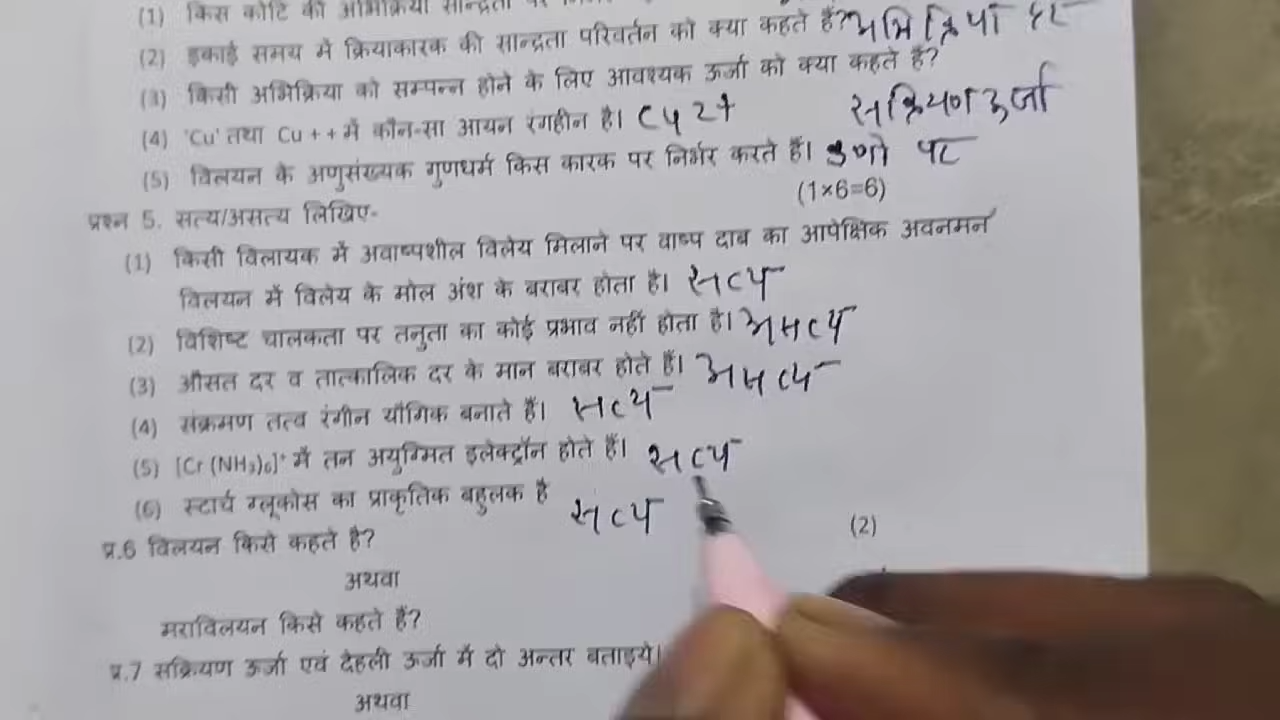 (1) किस कोटि की अभिक्रिया सान्द्रता पर
(2) इकाई समय में क्रियाकारक की सान्द्रता परिवर्तन को क्या कहते हैं? अभिक्रिया दर
(3) किसी अभिक्रिया को सम्पन्न होने के लिए आवश्यक ऊर्जा को क्या कहते हैं?
सक्रियण ऊर्जा
(4) 'Cu' तथा Cu + + में कौन-सा आयन रंगहीन है। Cu 2+
(5) विलयन के अणुसंख्यक गुणधर्म किस कारक पर निर्भर करते हैं। पर
(1×6=6)
प्रश्न 5. सत्य/असत्य लिखिए-
(1) किसी विलायक में अवाष्पशील विलेय मिलाने पर वाष्प दाब का आपेक्षिक अवनमन
विलयन में विलेय के मोल अंश के बराबर होता है। सत्य
(2) विशिष्ट चालकता पर तनुता का कोई प्रभाव नहीं होता है। असत्य
(3) औसत दर व तात्कालिक दर के मान बराबर होते हैं। असत्य
(4) संक्रमण तत्व रंगीन यौगिक बनाते हैं। सत्य
(5) [Cr (NH₃)₆]⁺ में तन अयुग्मित इलेक्ट्रॉन होते हैं। सत्य
(6) स्टार्च ग्लूकोस का प्राकृतिक बहुलक है सत्य
प्र.6 विलयन किसे कहते है? (2)
अथवा
मराविलयन किसे कहते हैं?
प्र.7 सक्रियण ऊर्जा एवं देहली ऊर्जा में दो अन्तर बताइये।
अथवा